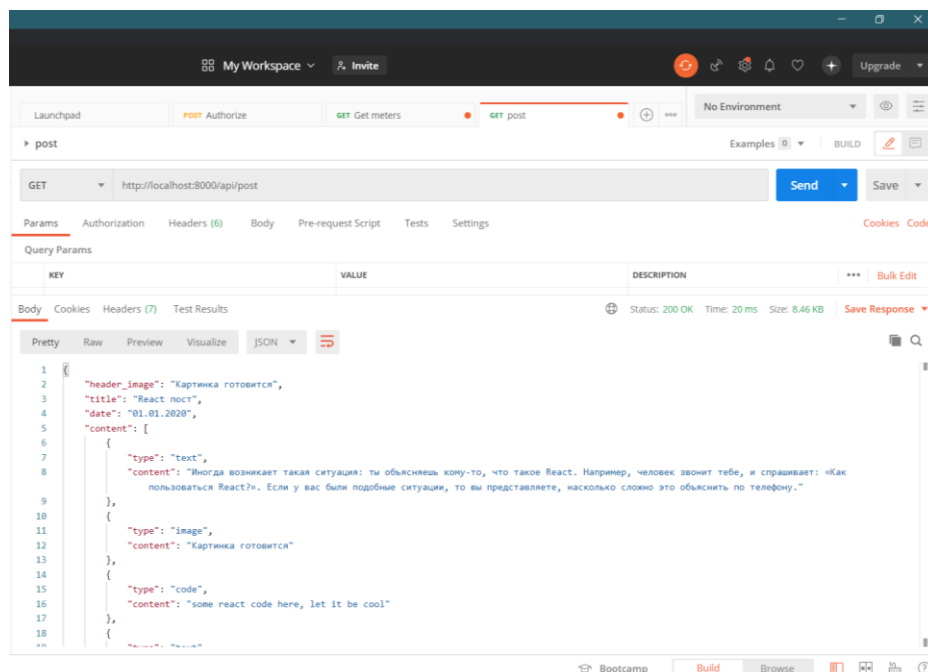 My Workspace Invite Upgrade
Launchpad POST Authorize GET Get meters GET post No Environment
post Examples 0 BUILD
GET http://localhost:8000/api/post Send Save
Params Authorization Headers (6) Body Pre-request Script Tests Settings Cookies Code
Query Params
KEY VALUE DESCRIPTION Bulk Edit
Body Cookies Headers (7) Test Results Status: 200 OK Time: 20 ms Size: 8.46 KB Save Response
Pretty Raw Preview Visualize JSON
1 {
2 "header_image": "Картинка готовится",
3 "title": "React пост",
4 "date": "01.01.2020",
5 "content": [
6 {
7 "type": "text",
8 "content": "Иногда возникает такая ситуация: ты объясняешь кому-то, что такое React. Например, человек звонит тебе, и спрашивает: «Как
пользоваться React?». Если у вас были подобные ситуации, то вы представляете, насколько сложно это объяснить по телефону."
9 },
10 {
11 "type": "image",
12 "content": "Картинка готовится"
13 },
14 {
15 "type": "code",
16 "content": "some react code here, let it be cool"
17 },
18 {
Bootcamp Build Browse